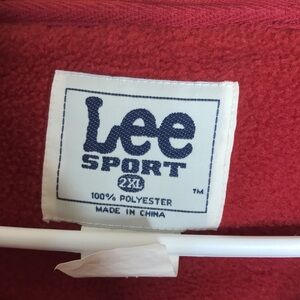 Lee
SPORT
2XL
100% POLYESTER
™
MADE IN CHINA